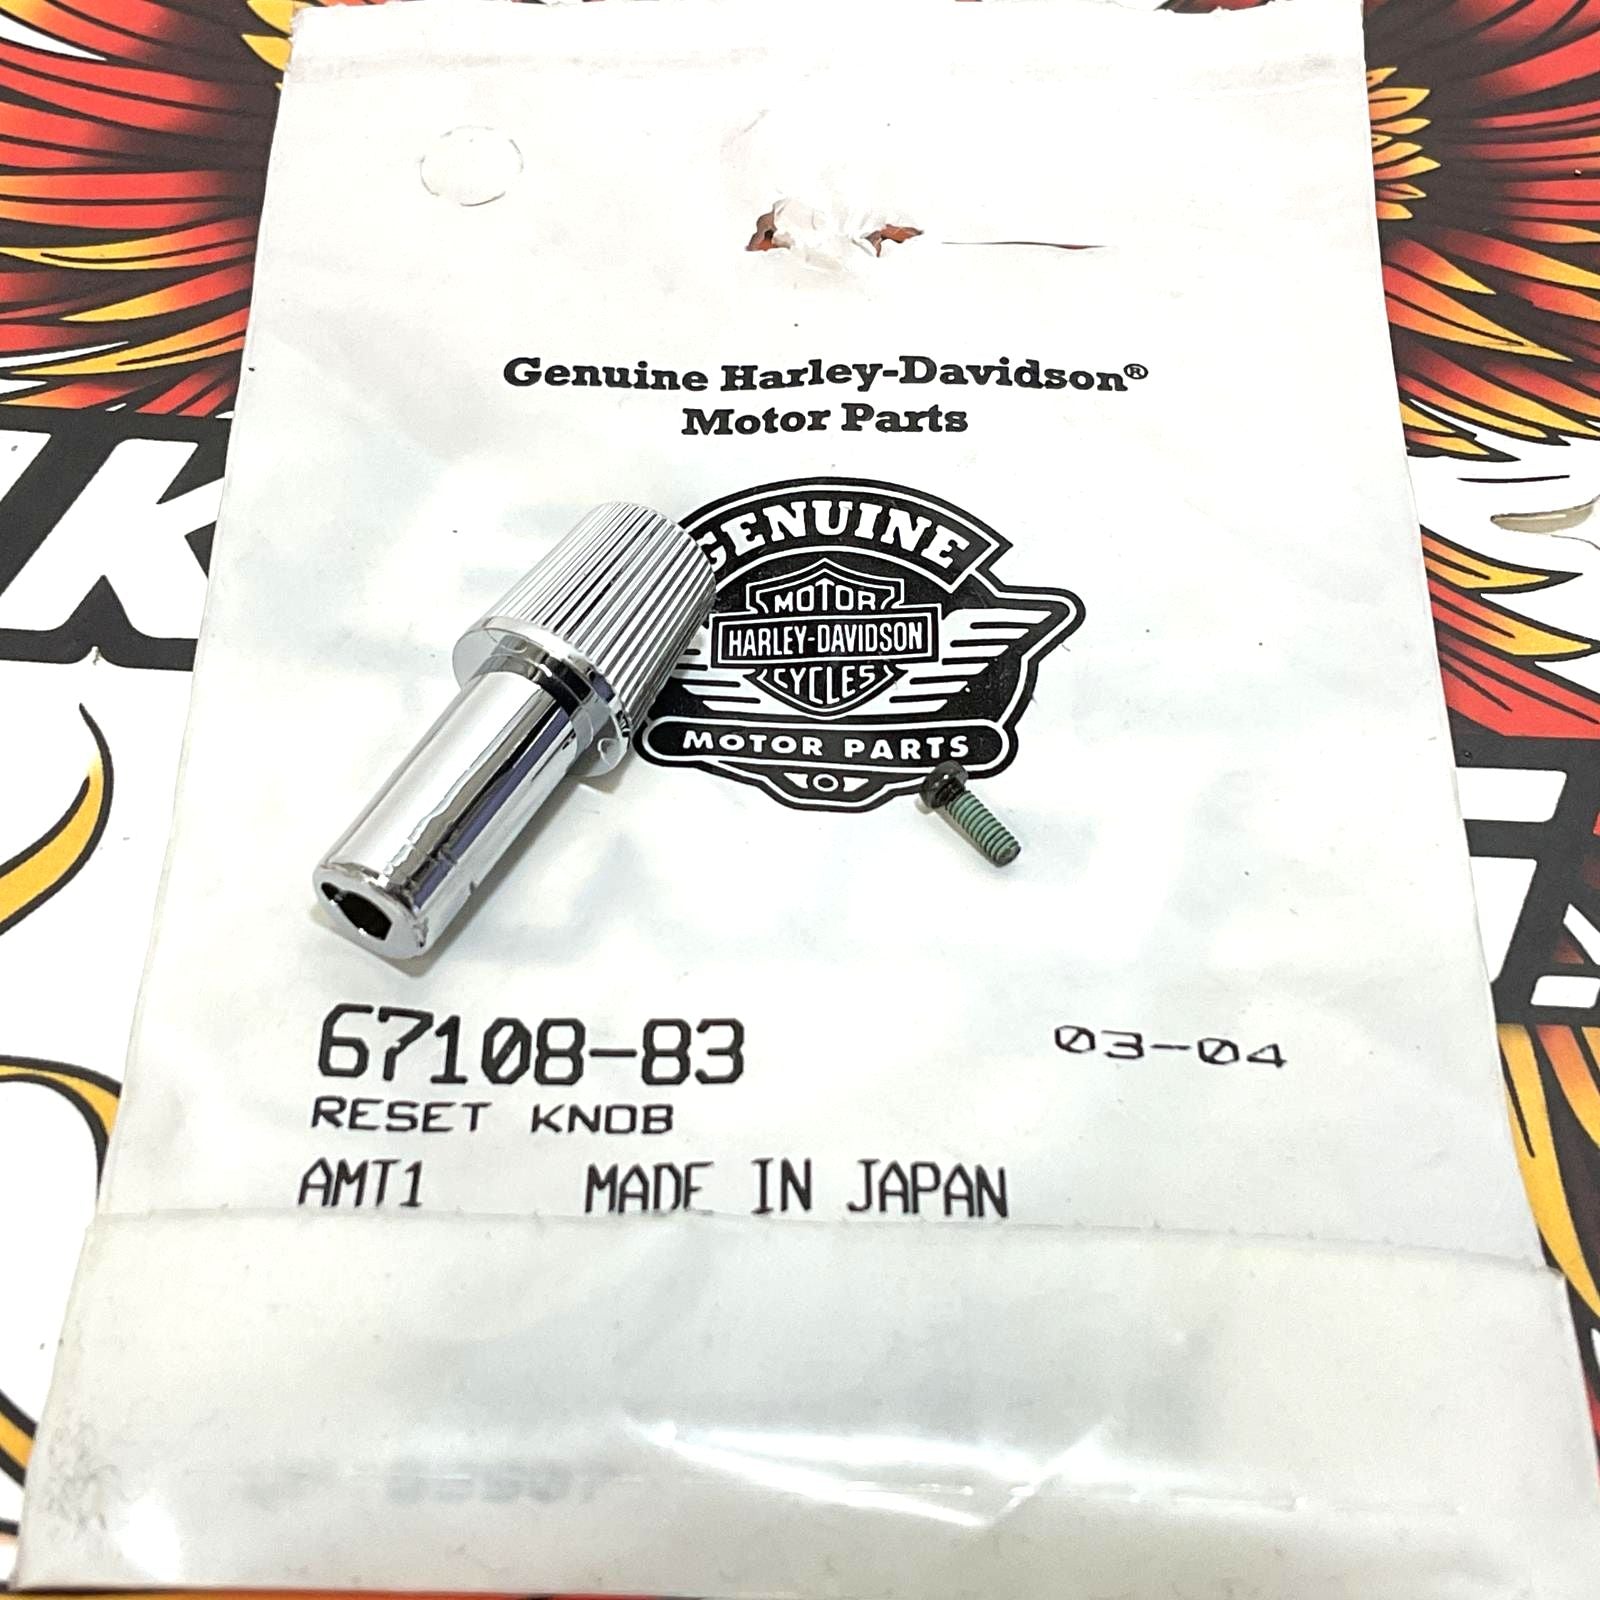 Genuine Harley-Davidson®
Motor Parts
GENUINE
MOTOR
HARLEY-DAVIDSON
CYCLES
MOTOR PARTS
67108-83
03-04
RESET KNOB
AMT1 MADE IN JAPAN